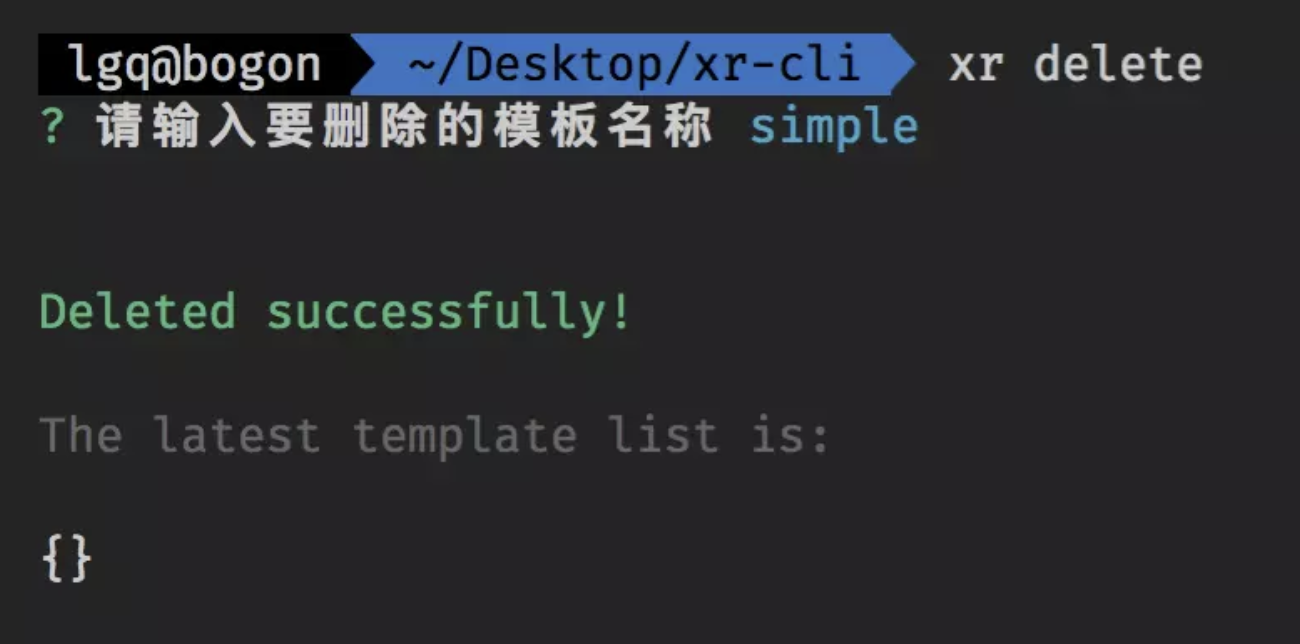 lgq@bogon ~/Desktop/xr-cli xr delete
? 请输入要删除的模板名称 simple
Deleted successfully!
The latest template list is:
{}